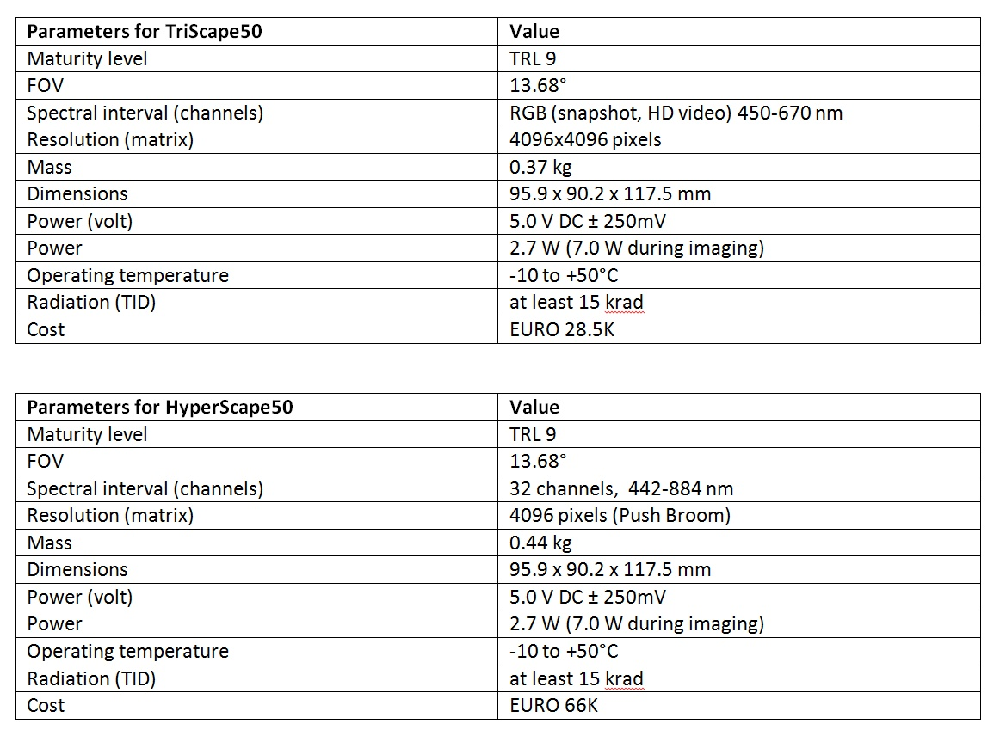 Parameters for TriScape50 Value
Maturity level TRL 9
FOV 13.68°
Spectral interval (channels) RGB (snapshot, HD video) 450-670 nm
Resolution (matrix) 4096x4096 pixels
Mass 0.37 kg
Dimensions 95.9 x 90.2 x 117.5 mm
Power (volt) 5.0 V DC ± 250mV
Power 2.7 W (7.0 W during imaging)
Operating temperature -10 to +50°C
Radiation (TID) at least 15 krad
Cost EURO 28.5K
Parameters for HyperScape50 Value
Maturity level TRL 9
FOV 13.68°
Spectral interval (channels) 32 channels,  442-884 nm
Resolution (matrix) 4096 pixels (Push Broom)
Mass 0.44 kg
Dimensions 95.9 x 90.2 x 117.5 mm
Power (volt) 5.0 V DC ± 250mV
Power 2.7 W (7.0 W during imaging)
Operating temperature -10 to +50°C
Radiation (TID) at least 15 krad
Cost EURO 66K